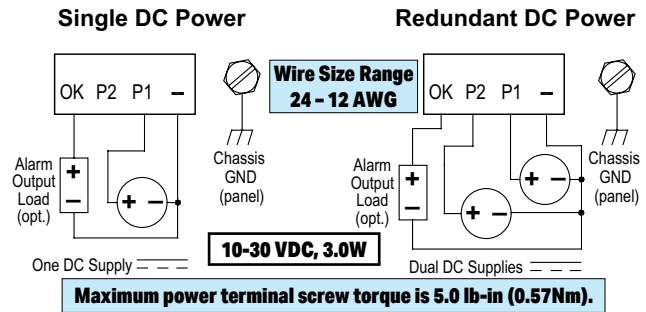 Single DC Power
OK P2 P1 –
Alarm
Output
Load
(opt.)
+
–
+ –
Chassis
GND
(panel)
One DC Supply
Wire Size Range
24 – 12 AWG
10-30 VDC, 3.0W
Redundant DC Power
OK P2 P1 –
Alarm
Output
Load
(opt.)
+
–
+ –
+ –
Chassis
GND
(panel)
Dual DC Supplies
Maximum power terminal screw torque is 5.0 lb-in (0.57Nm).